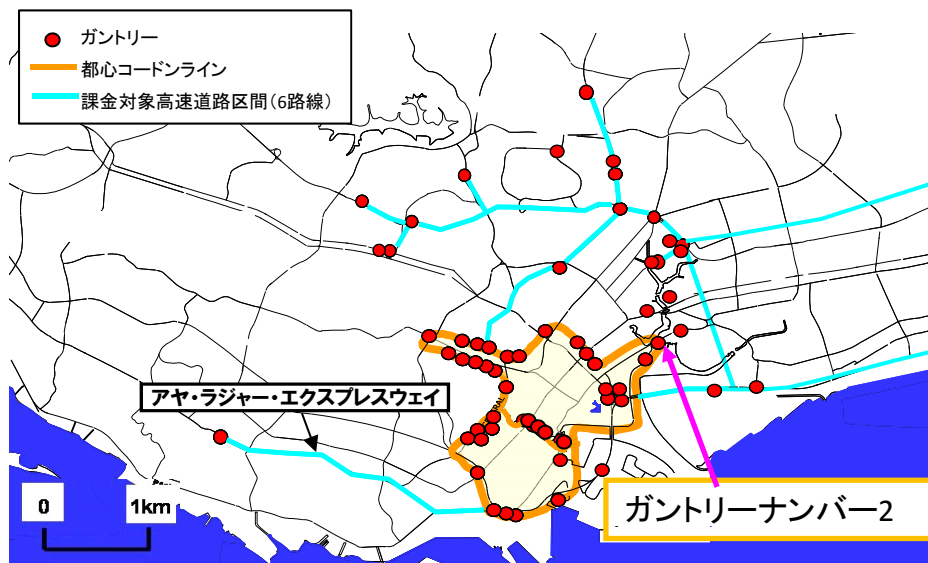 ガントリー
都心コードンライン
課金対象高速道路区間(6路線)
アヤ・ラジャー・エクスプレスウェイ
0 1km
ガントリーナンバー2